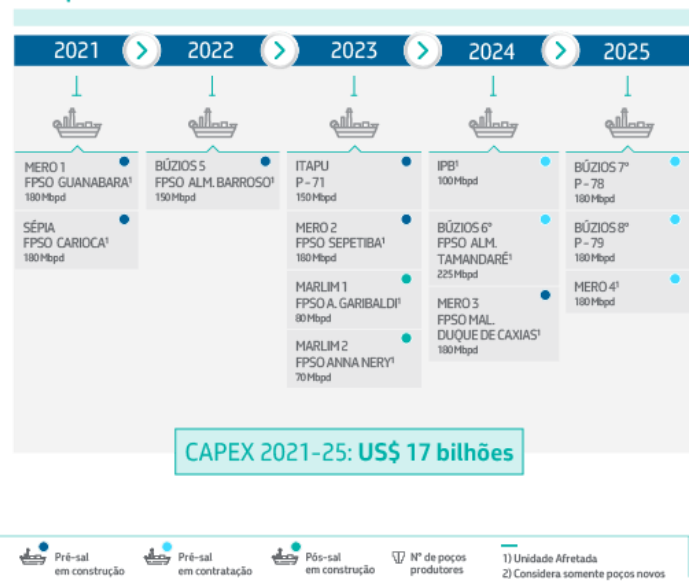 2021
2022
2023
2024
2025
MERO 1
FPSO GUANABARA¹
180 Mbpd
SÉPIA
FPSO CARIOCA¹
180 Mbpd
BÚZIOS 5
FPSO ALM. BARROSO¹
150 Mbpd
ITAPU
P-71
150 Mbpd
MERO 2
FPSO SEPETIBA¹
180 Mbpd
MARLIM 1
FPSO A. GARIBALDI¹
80 Mbpd
MARLIM 2
FPSO ANNA NERY¹
70 Mbpd
IPB¹
100 Mbpd
BÚZIOS 6°
FPSO ALM.
TAMANDARÉ¹
225 Mbpd
MERO 3
FPSO MAL.
DUQUE DE CAXIAS¹
180 Mbpd
BÚZIOS 7°
P-78
180 Mbpd
BÚZIOS 8°
P-79
180 Mbpd
MERO 4¹
180 Mbpd
CAPEX 2021-25: US$ 17 bilhões
Pré-sal
em construção
Pré-sal
em contratação
Pós-sal
em construção
N° de poços
produtores
1) Unidade Afretada
2) Considera somente poços novos